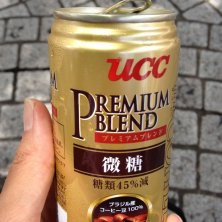 UCC
PREMIUM
BLEND
プレミアムブレンド
微糖
糖類45%減
ブラジル産
コーヒー豆100%